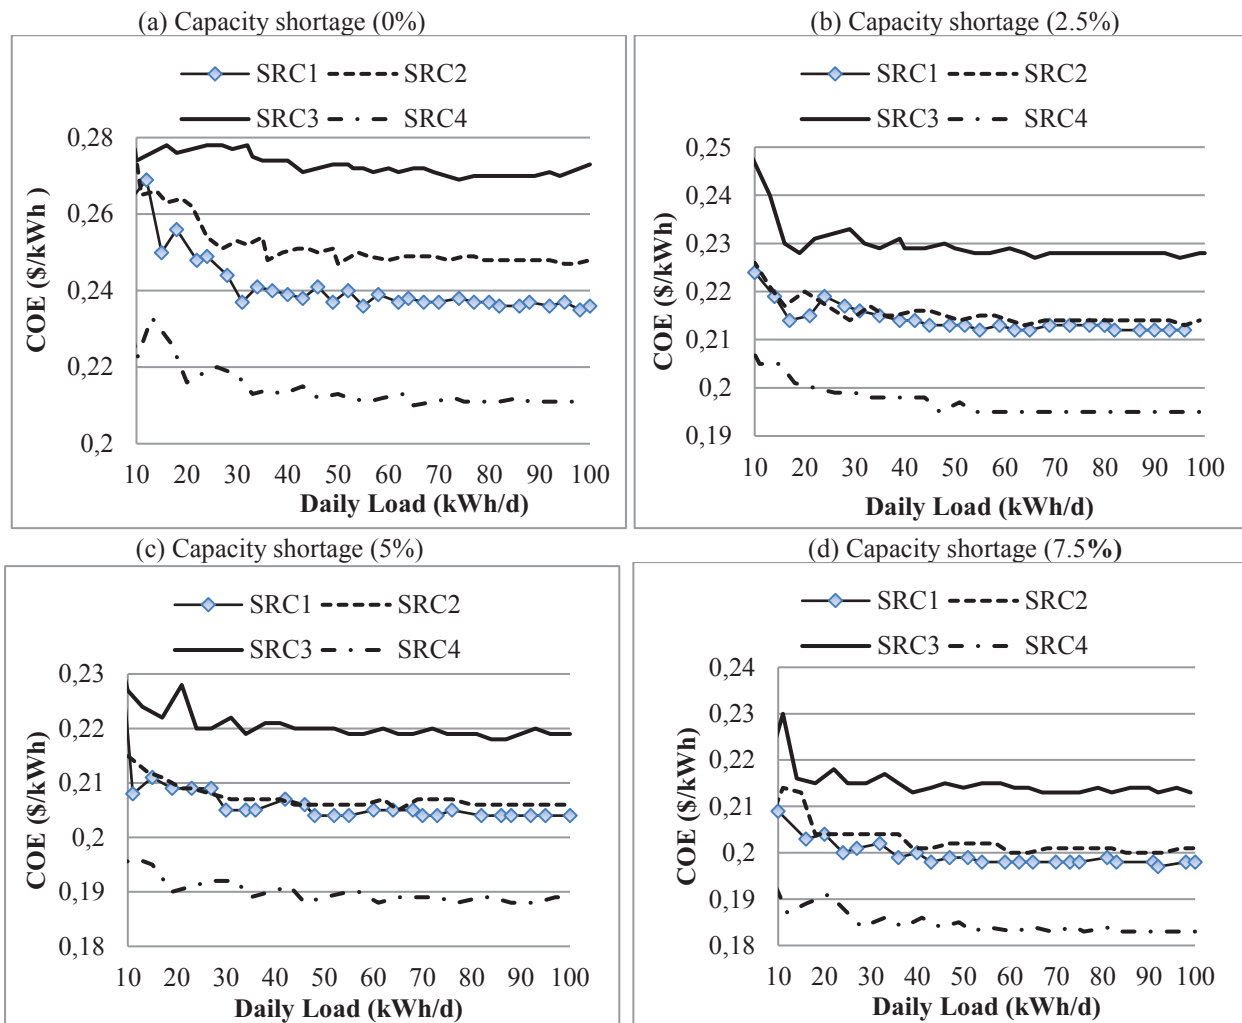 (a) Capacity shortage (0%)
SRC1 SRC2
SRC3 SRC4
0,28
0,26
0,24
0,22
0,2
COE ($/kWh )
10 20 30 40 50 60 70 80 90 100
Daily Load (kWh/d)
(b) Capacity shortage (2.5%)
SRC1 SRC2
SRC3 SRC4
0,25
0,24
0,23
0,22
0,21
0,2
0,19
COE ($/kWh)
10 20 30 40 50 60 70 80 90 100
Daily Load (kWh/d)
(c) Capacity shortage (5%)
SRC1 SRC2
SRC3 SRC4
0,23
0,22
0,21
0,2
0,19
0,18
COE ($/kWh)
10 20 30 40 50 60 70 80 90 100
Daily Load (kWh/d)
(d) Capacity shortage (7.5%)
SRC1 SRC2
SRC3 SRC4
0,24
0,23
0,22
0,21
0,2
0,19
0,18
COE ($/kWh)
10 20 30 40 50 60 70 80 90 100
Daily Load (kWh/d)